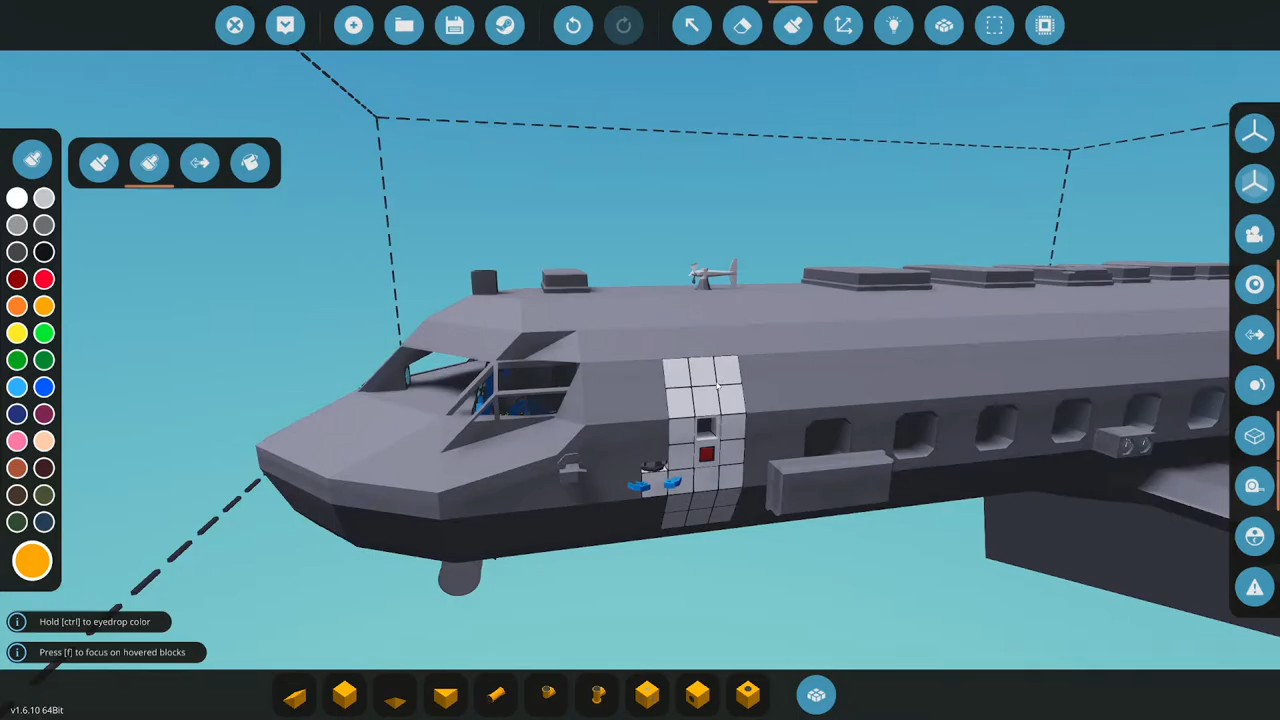 Hold [ctrl] to eyedrop color
Press [f] to focus on hovered blocks
v1.6.10 64Bit